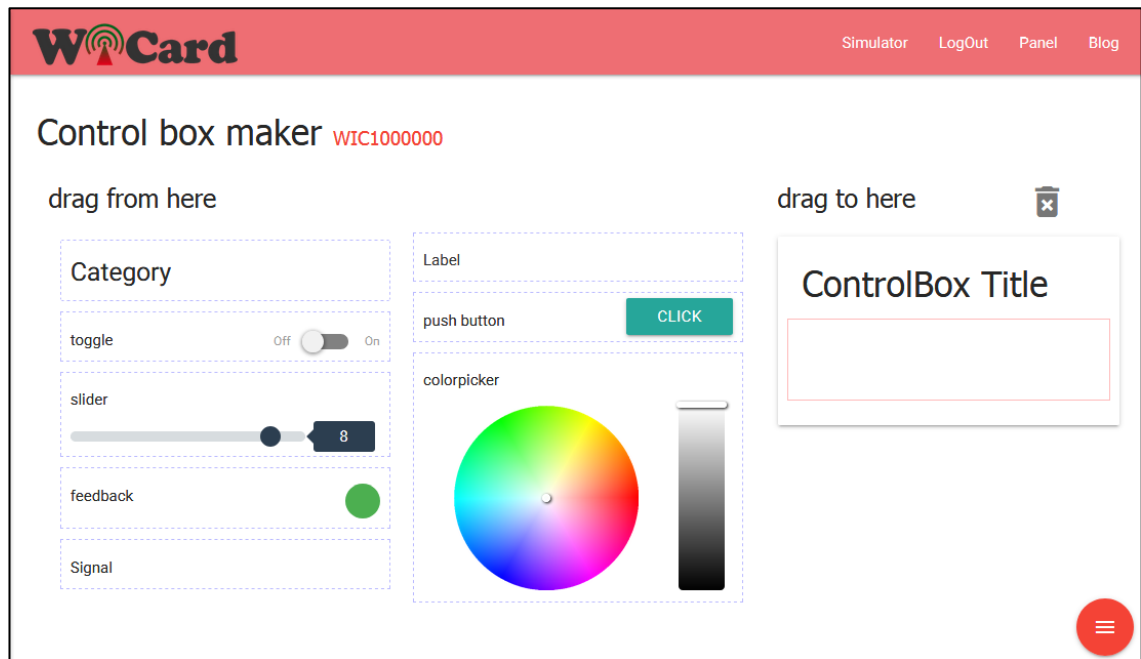 WiCard
Simulator LogOut Panel Blog
Control box maker WIC1000000
drag from here
Category
toggle Off On
slider
8
feedback
Signal
Label
push button CLICK
colorpicker
drag to here
ControlBox Title